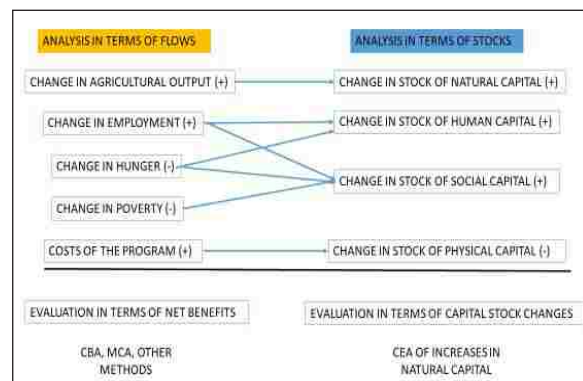 ANALYSIS IN TERMS OF FLOWS
ANALYSIS IN TERMS OF STOCKS
CHANGE IN AGRICULTURAL OUTPUT (+)
CHANGE IN STOCK OF NATURAL CAPITAL (+)
CHANGE IN EMPLOYMENT (+)
CHANGE IN STOCK OF HUMAN CAPITAL (+)
CHANGE IN HUNGER (-)
CHANGE IN STOCK OF SOCIAL CAPITAL (+)
CHANGE IN POVERTY (-)
COSTS OF THE PROGRAM (+)
CHANGE IN STOCK OF PHYSICAL CAPITAL (-)
EVALUATION IN TERMS OF NET BENEFITS
EVALUATION IN TERMS OF CAPITAL STOCK CHANGES
CBA, MCA, OTHER
METHODS
CEA OF INCREASES IN
NATURAL CAPITAL